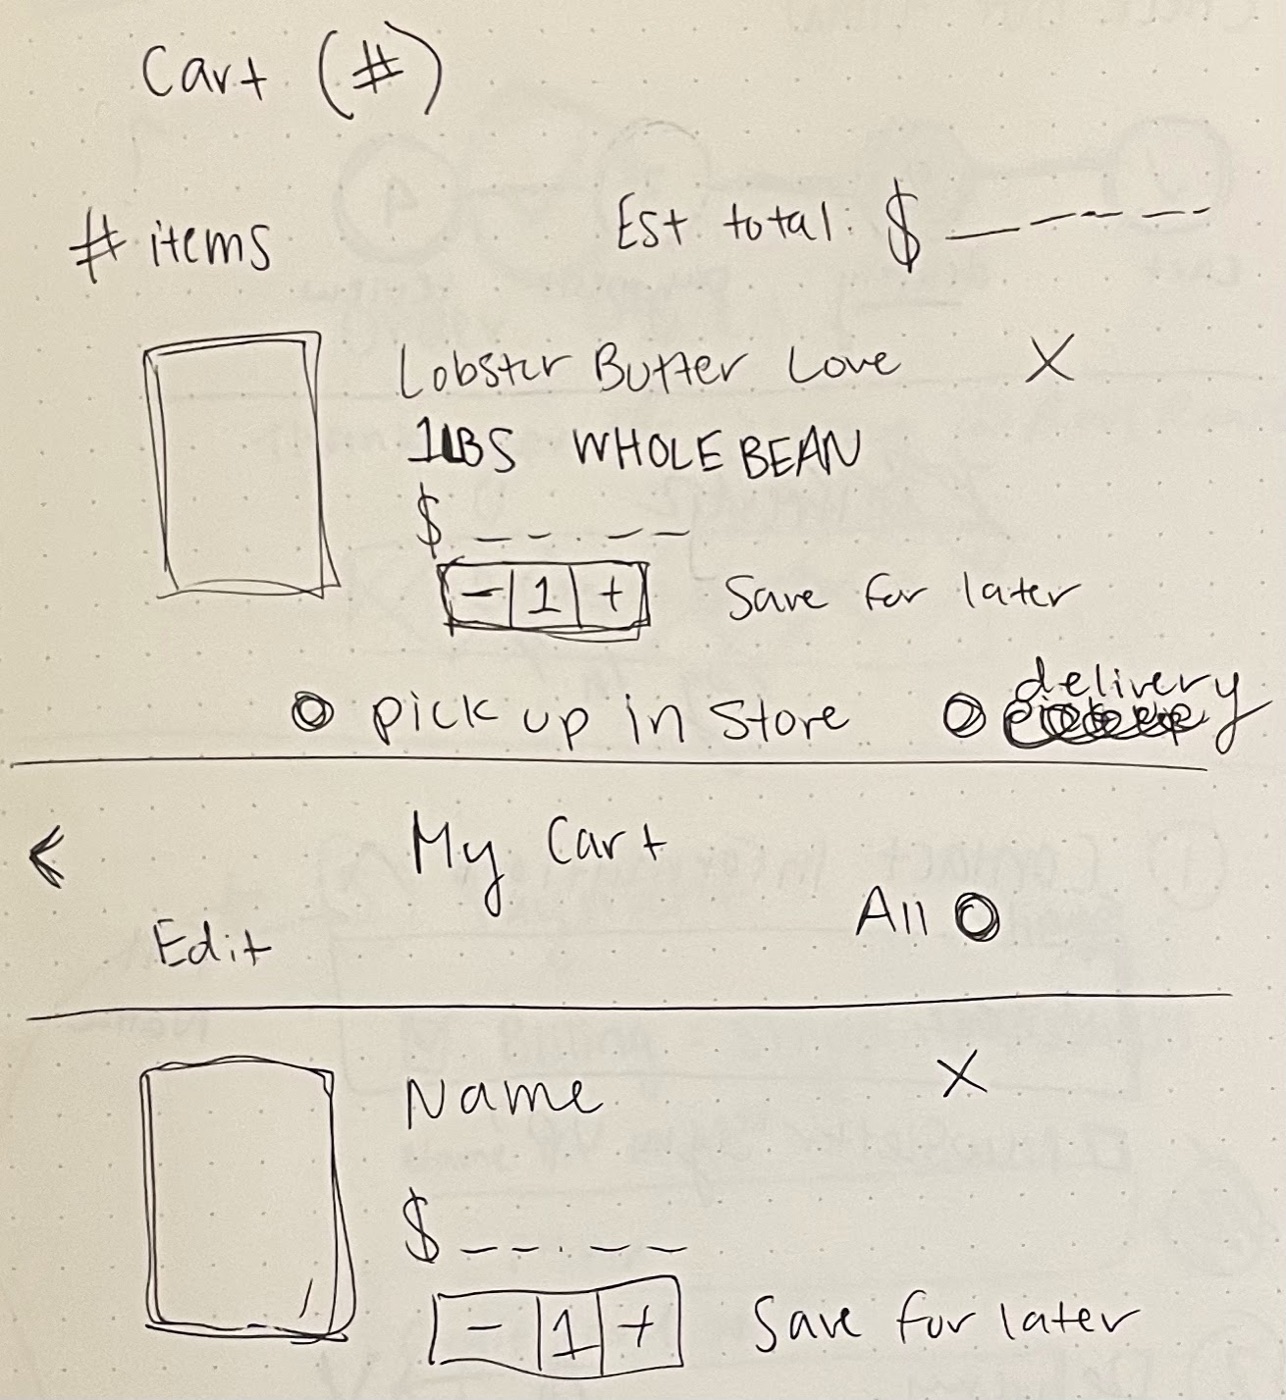 Cart (#)
# items
Est total: $ _ _ _ _
Lobster Butter Love X
1LBS WHOLE BEAN
$ _ _ . _ _
- 1 + Save for later
pick up in store delivery
< My Cart
Edit All
Name X
$ _ _ . _ _
- 1 + Save for later